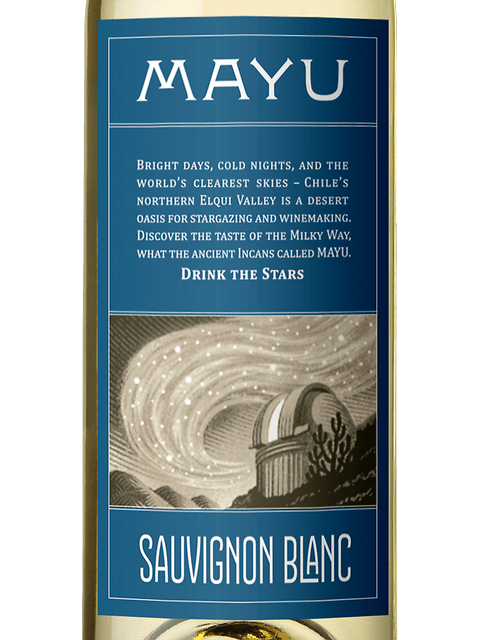 MAYU
BRIGHT DAYS, COLD NIGHTS, AND THE
WORLD'S CLEAREST SKIES – CHILE'S
NORTHERN ELQUI VALLEY IS A DESERT
OASIS FOR STARGAZING AND WINEMAKING.
DISCOVER THE TASTE OF THE MILKY WAY,
WHAT THE ANCIENT INCANS CALLED MAYU.
DRINK THE STARS
SAUVIGNON BLANC